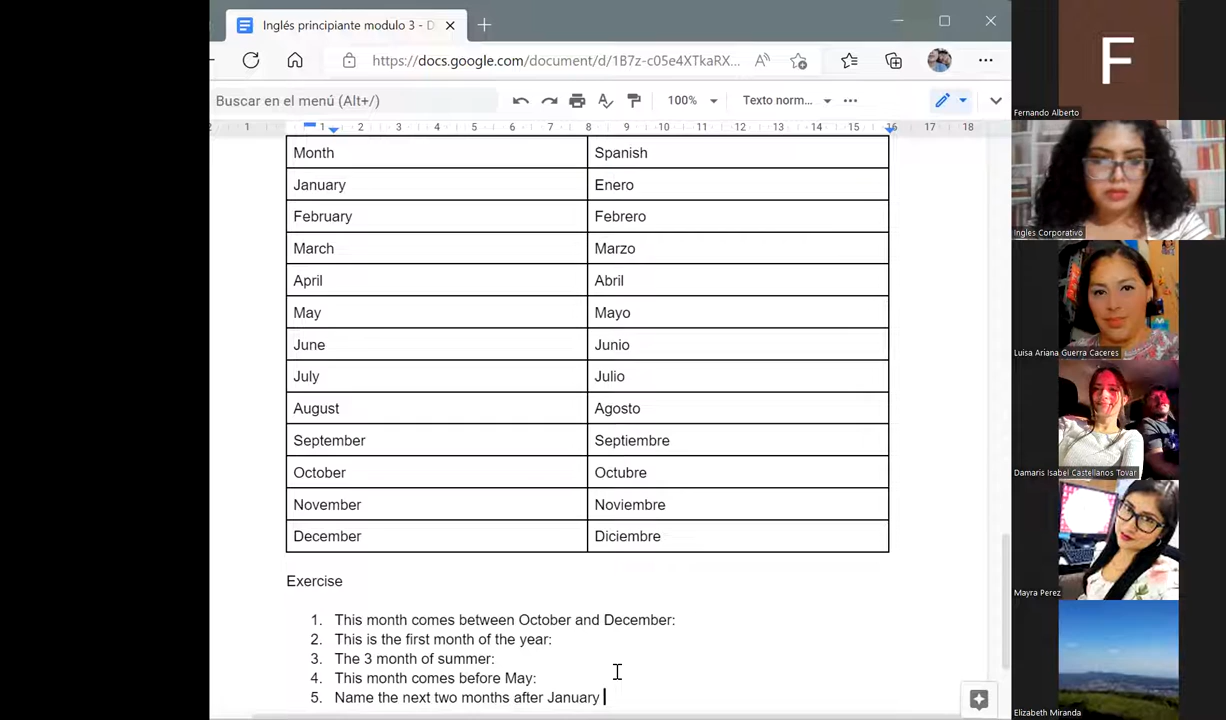 Inglés principiante modulo 3 - D
https://docs.google.com/document/d/1B7z-c05e4XTkaRX...
Buscar en el menú (Alt+/)
100%
Texto norm...
2 1 1 2 3 4 5 6 7 8 9 10 11 12 13 14 15 16 17 18
Month Spanish
January Enero
February Febrero
March Marzo
April Abril
May Mayo
June Junio
July Julio
August Agosto
September Septiembre
October Octubre
November Noviembre
December Diciembre
Exercise
1. This month comes between October and December:
2. This is the first month of the year:
3. The 3 month of summer:
4. This month comes before May:
5. Name the next two months after January
F
Fernando Alberto
Ingles Corporativo
Luisa Ariana Guerra Caceres
Damaris Isabel Castellanos Tovar
Mayra Perez
Elizabeth Miranda